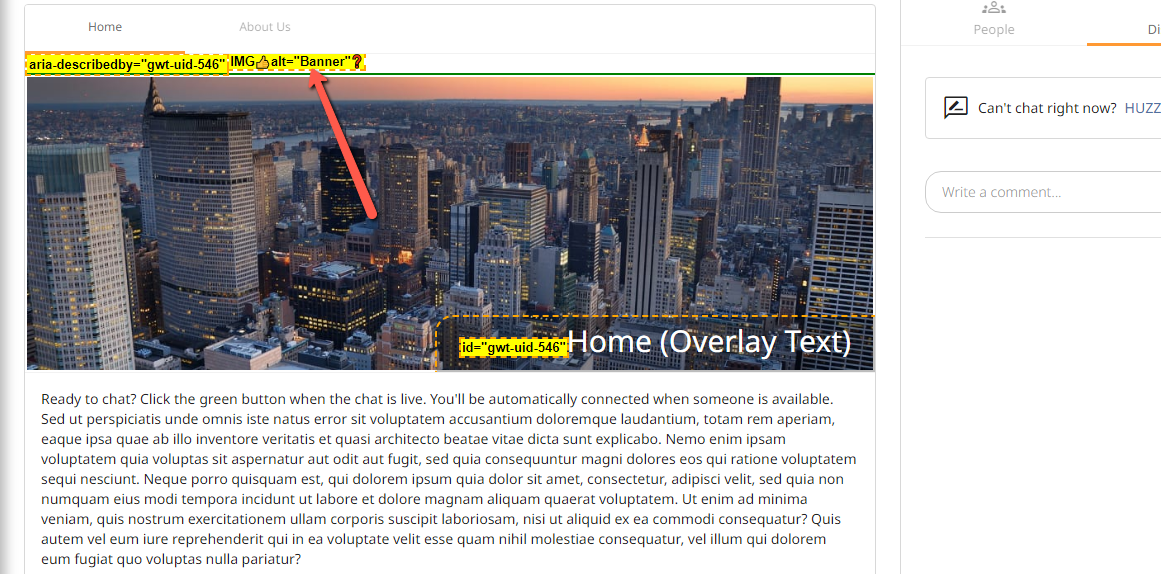 Home
About Us
People
Di
aria-describedby="gwt-uid-546"
IMG👍alt="Banner"❓
Can't chat right now? HUZZ
Write a comment...
id="gwt-uid-546"
Home (Overlay Text)
Ready to chat? Click the green button when the chat is live. You'll be automatically connected when someone is available.
Sed ut perspiciatis unde omnis iste natus error sit voluptatem accusantium doloremque laudantium, totam rem aperiam,
eaque ipsa quae ab illo inventore veritatis et quasi architecto beatae vitae dicta sunt explicabo. Nemo enim ipsam
voluptatem quia voluptas sit aspernatur aut odit aut fugit, sed quia consequuntur magni dolores eos qui ratione voluptatem
sequi nesciunt. Neque porro quisquam est, qui dolorem ipsum quia dolor sit amet, consectetur, adipisci velit, sed quia non
numquam eius modi tempora incidunt ut labore et dolore magnam aliquam quaerat voluptatem. Ut enim ad minima
veniam, quis nostrum exercitationem ullam corporis suscipit laboriosam, nisi ut aliquid ex ea commodi consequatur? Quis
autem vel eum iure reprehenderit qui in ea voluptate velit esse quam nihil molestiae consequatur, vel illum qui dolorem
eum fugiat quo voluptas nulla pariatur?